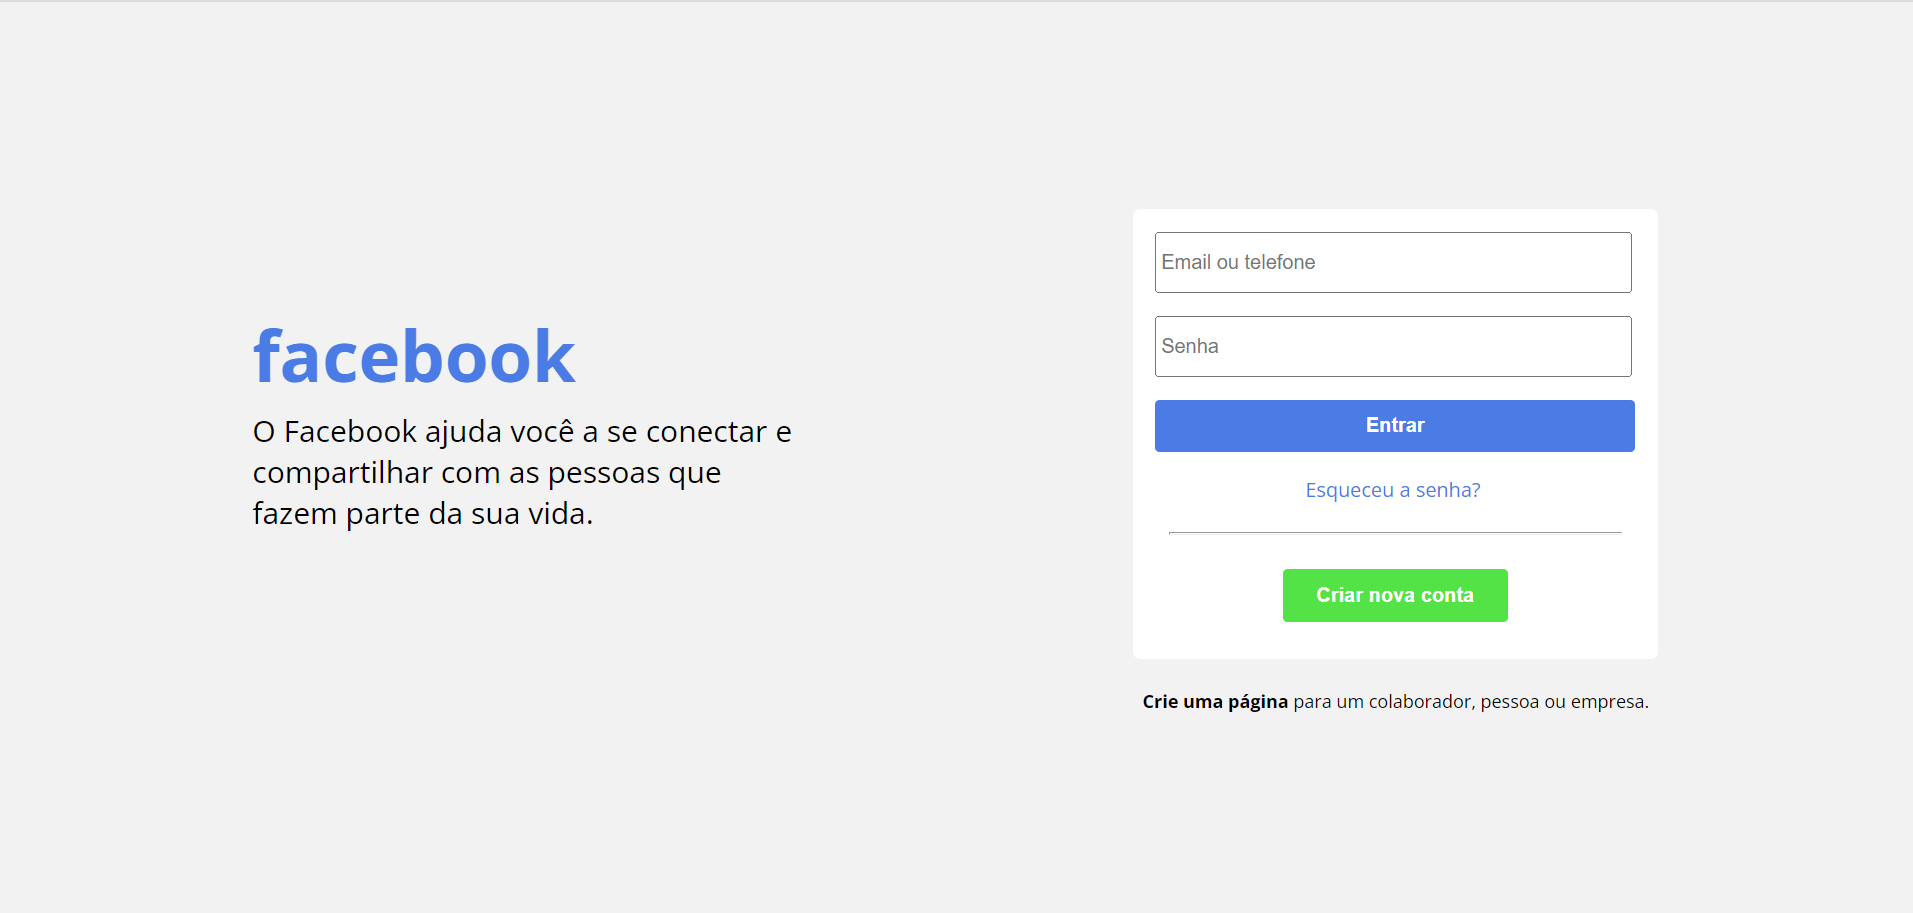 facebook
O Facebook ajuda você a se conectar e
compartilhar com as pessoas que
fazem parte da sua vida.
Email ou telefone
Senha
Entrar
Esqueceu a senha?
Criar nova conta
Crie uma página para um colaborador, pessoa ou empresa.